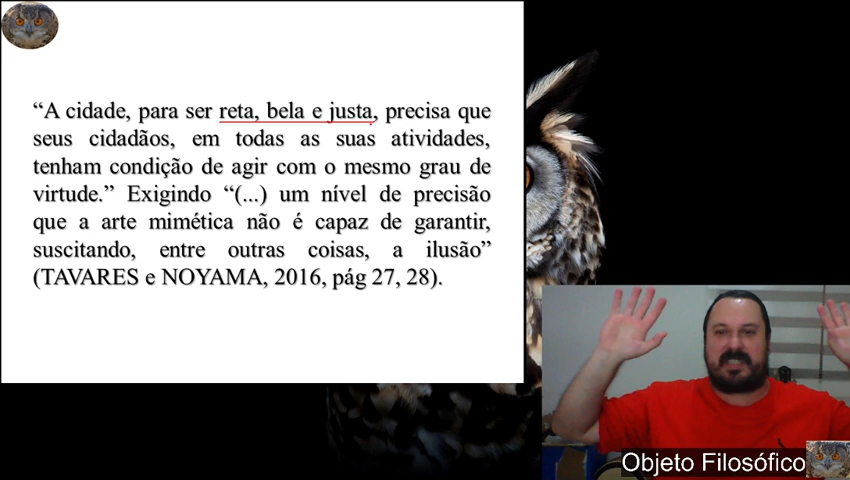 “A cidade, para ser reta, bela e justa, precisa que
seus cidadãos, em todas as suas atividades,
tenham condição de agir com o mesmo grau de
virtude.” Exigindo “(...) um nível de precisão
que a arte mimética não é capaz de garantir,
suscitando, entre outras coisas, a ilusão”
(TAVARES e NOYAMA, 2016, pág 27, 28).
Objeto Filosófico